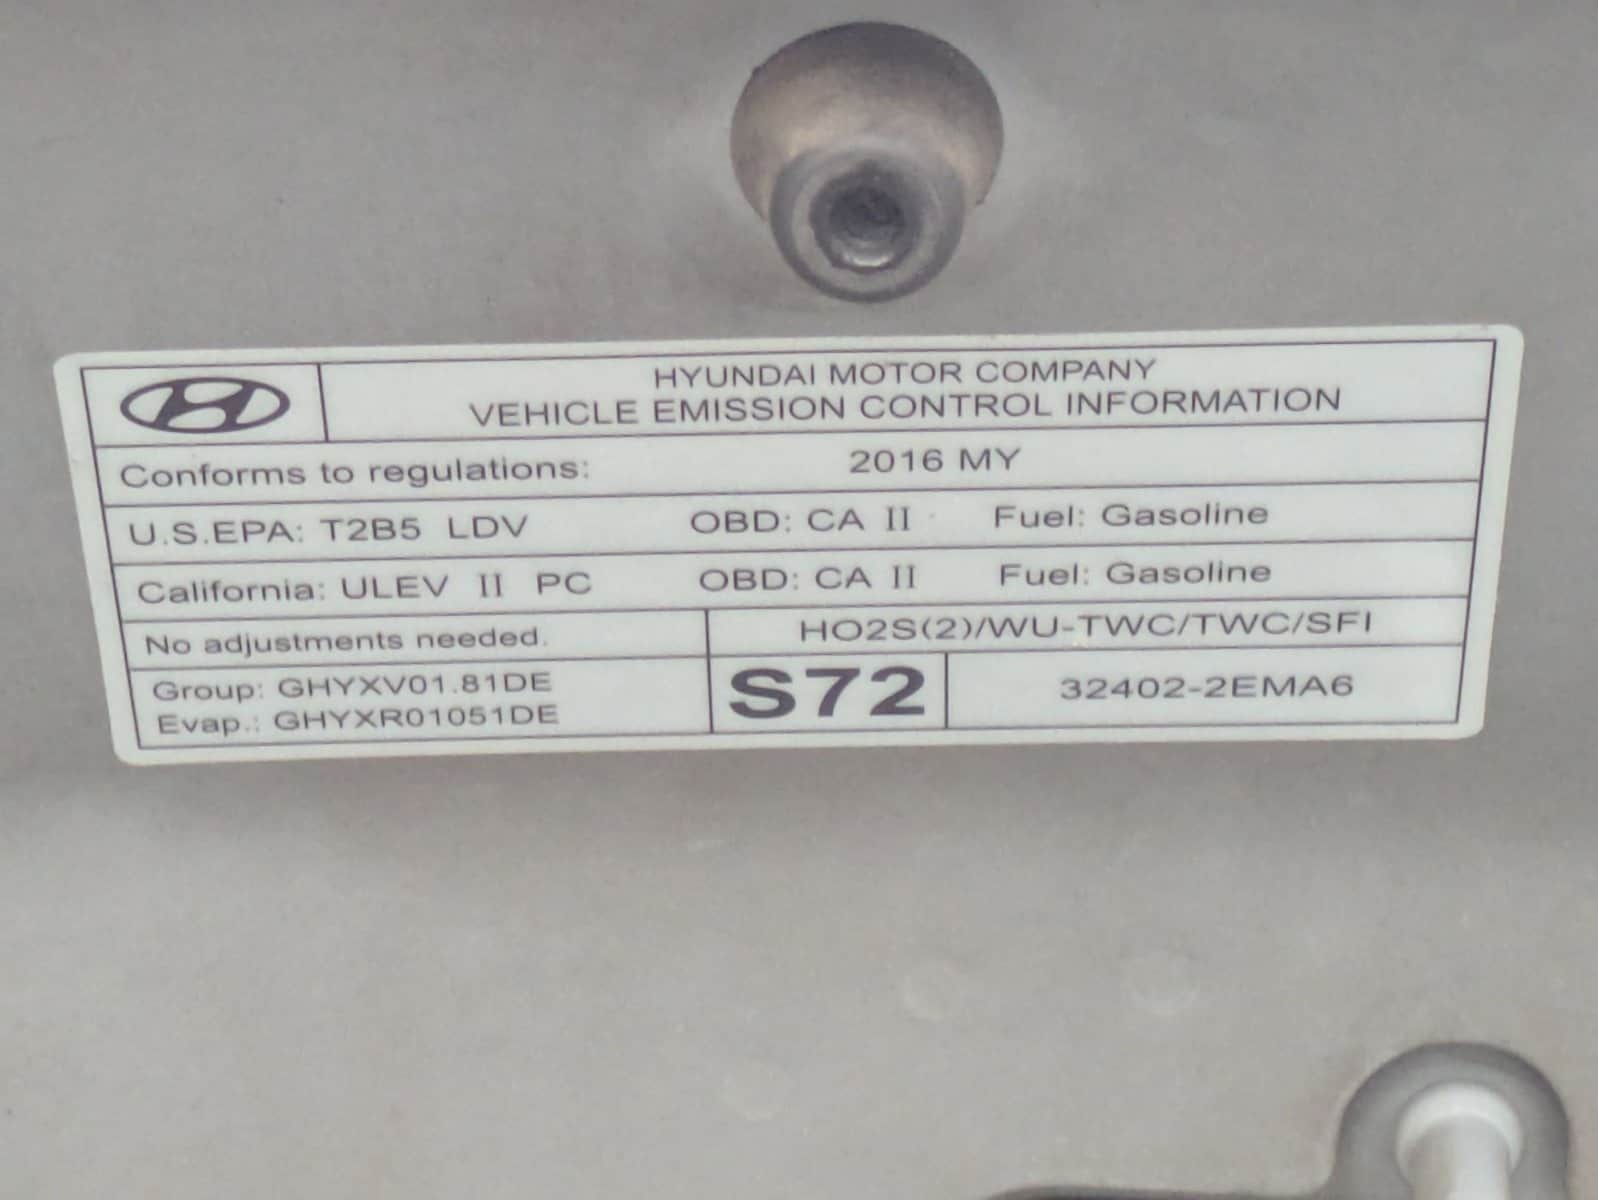 HYUNDAI MOTOR COMPANY
VEHICLE EMISSION CONTROL INFORMATION
Conforms to regulations: 2016 MY
U.S.EPA: T2B5 LDV OBD: CA II Fuel: Gasoline
California: ULEV II PC OBD: CA II Fuel: Gasoline
No adjustments needed. HO2S(2)/WU-TWC/TWC/SFI
Group: GHYXV01.81DE
Evap.: GHYXR01051DE
S72
32402-2EMA6